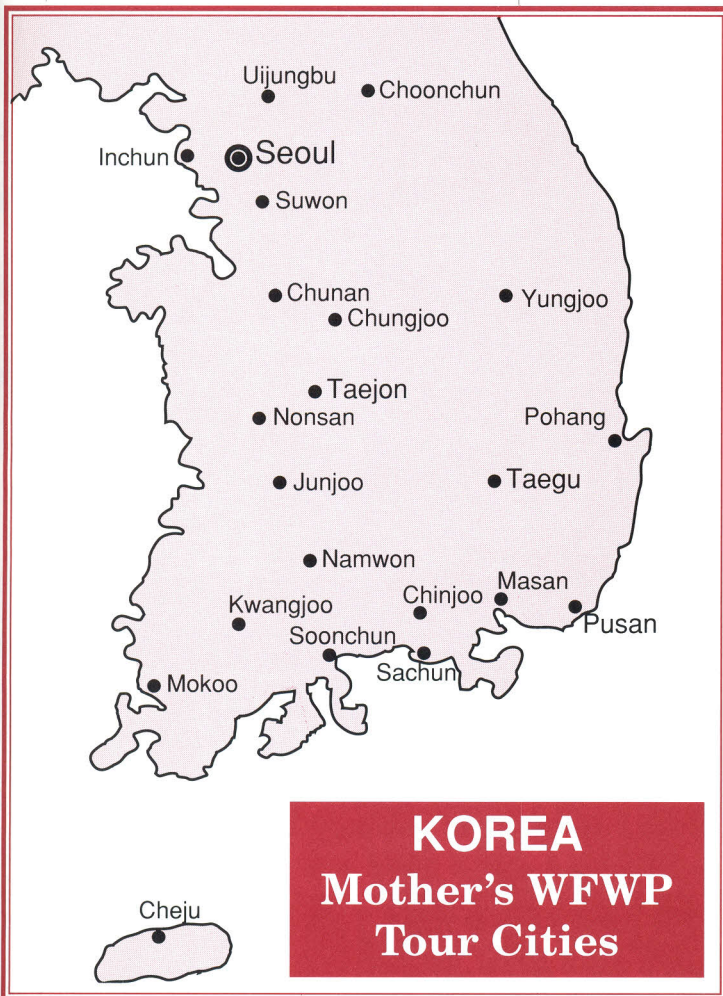 Uijungbu
Choonchun
Inchun
Seoul
Suwon
Chunan
Yungjoo
Chungjoo
Taejon
Nonsan
Pohang
Junjoo
Taegu
Namwon
Masan
Chinjoo
Kwangjoo
Pusan
Soonchun
Sachun
Mokoo
KOREA
Mother's WFWP
Tour Cities
Cheju